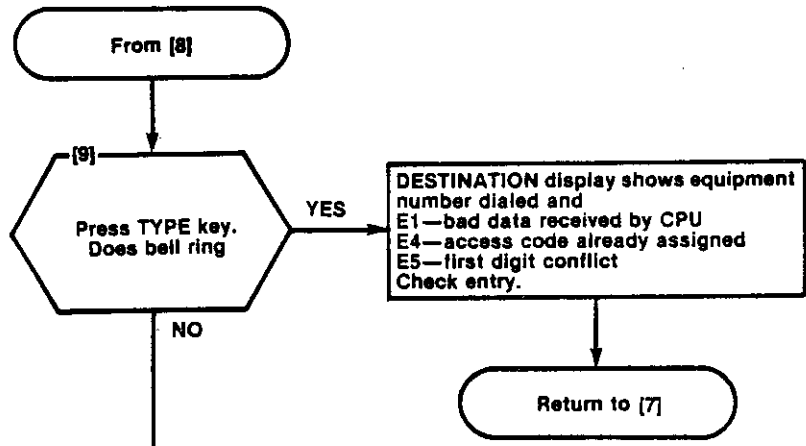 From [8]
[9]
Press TYPE key.
Does bell ring
YES
NO
DESTINATION display shows equipment
number dialed and
E1—bad data received by CPU
E4—access code already assigned
E5—first digit conflict
Check entry.
Return to [7]